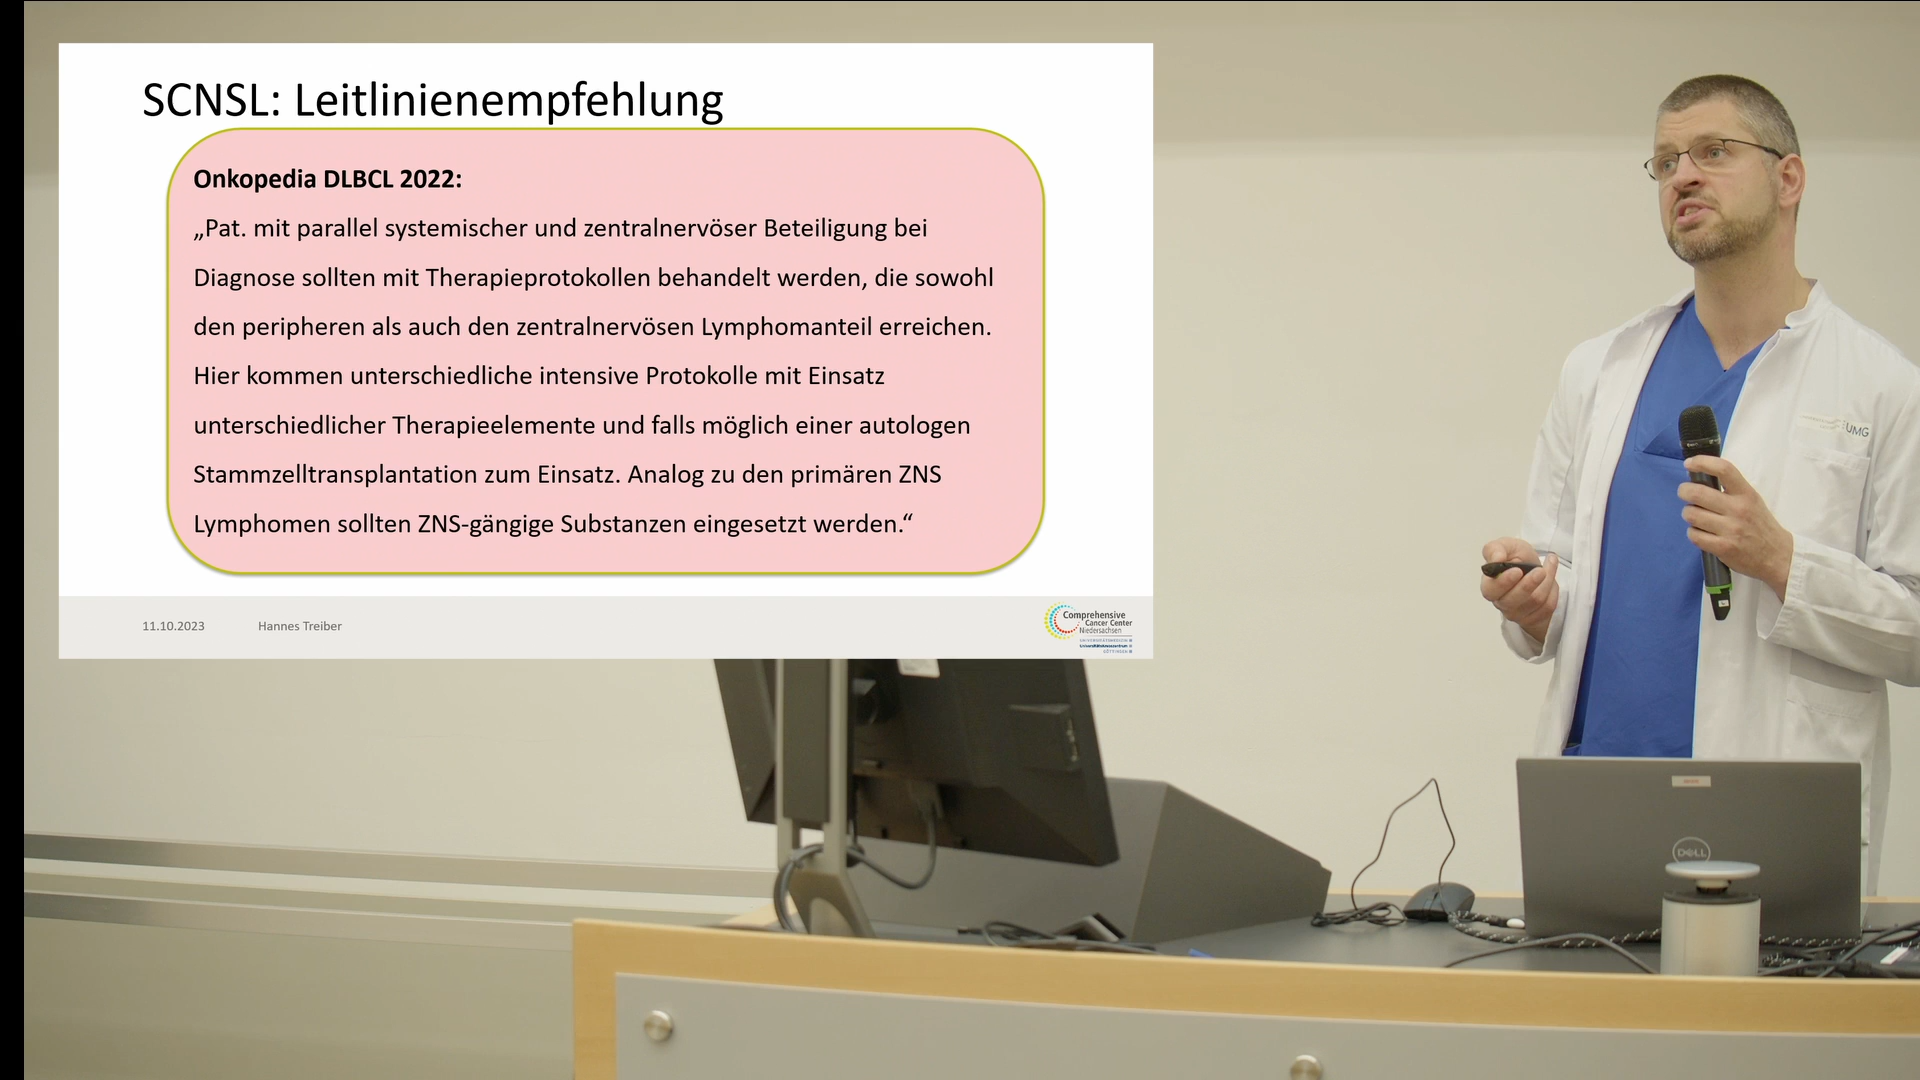 SCNSL: Leitlinienempfehlung
Onkopedia DLBCL 2022:
„Pat. mit parallel systemischer und zentralnervöser Beteiligung bei
Diagnose sollten mit Therapieprotokollen behandelt werden, die sowohl
den peripheren als auch den zentralnervösen Lymphomanteil erreichen.
Hier kommen unterschiedliche intensive Protokolle mit Einsatz
unterschiedlicher Therapieelemente und falls möglich einer autologen
Stammzelltransplantation zum Einsatz. Analog zu den primären ZNS
Lymphomen sollten ZNS-gängige Substanzen eingesetzt werden.“
11.10.2023 Hannes Treiber
Comprehensive
Cancer Center
Niedersachsen
UMG
DELL